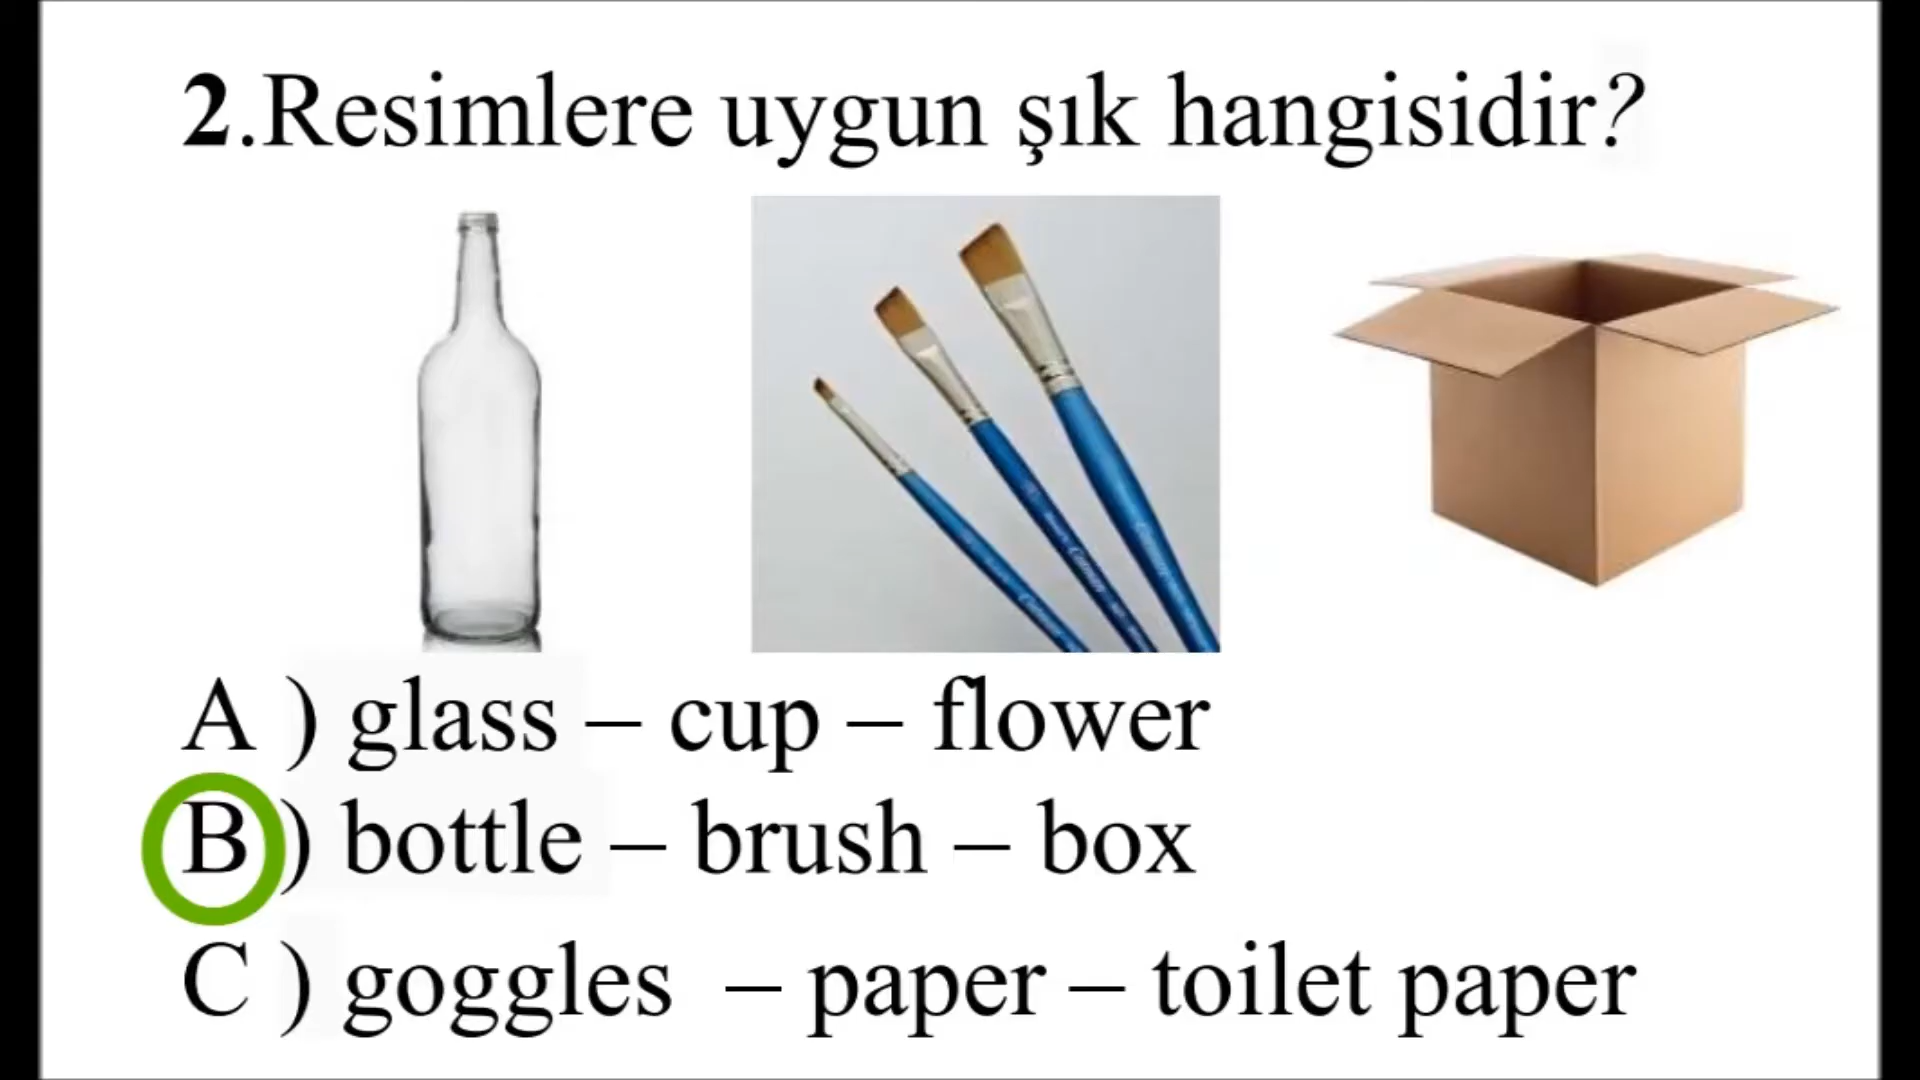 2.Resimlere uygun şık hangisidir?
A ) glass – cup – flower
B ) bottle – brush – box
C ) goggles – paper – toilet paper